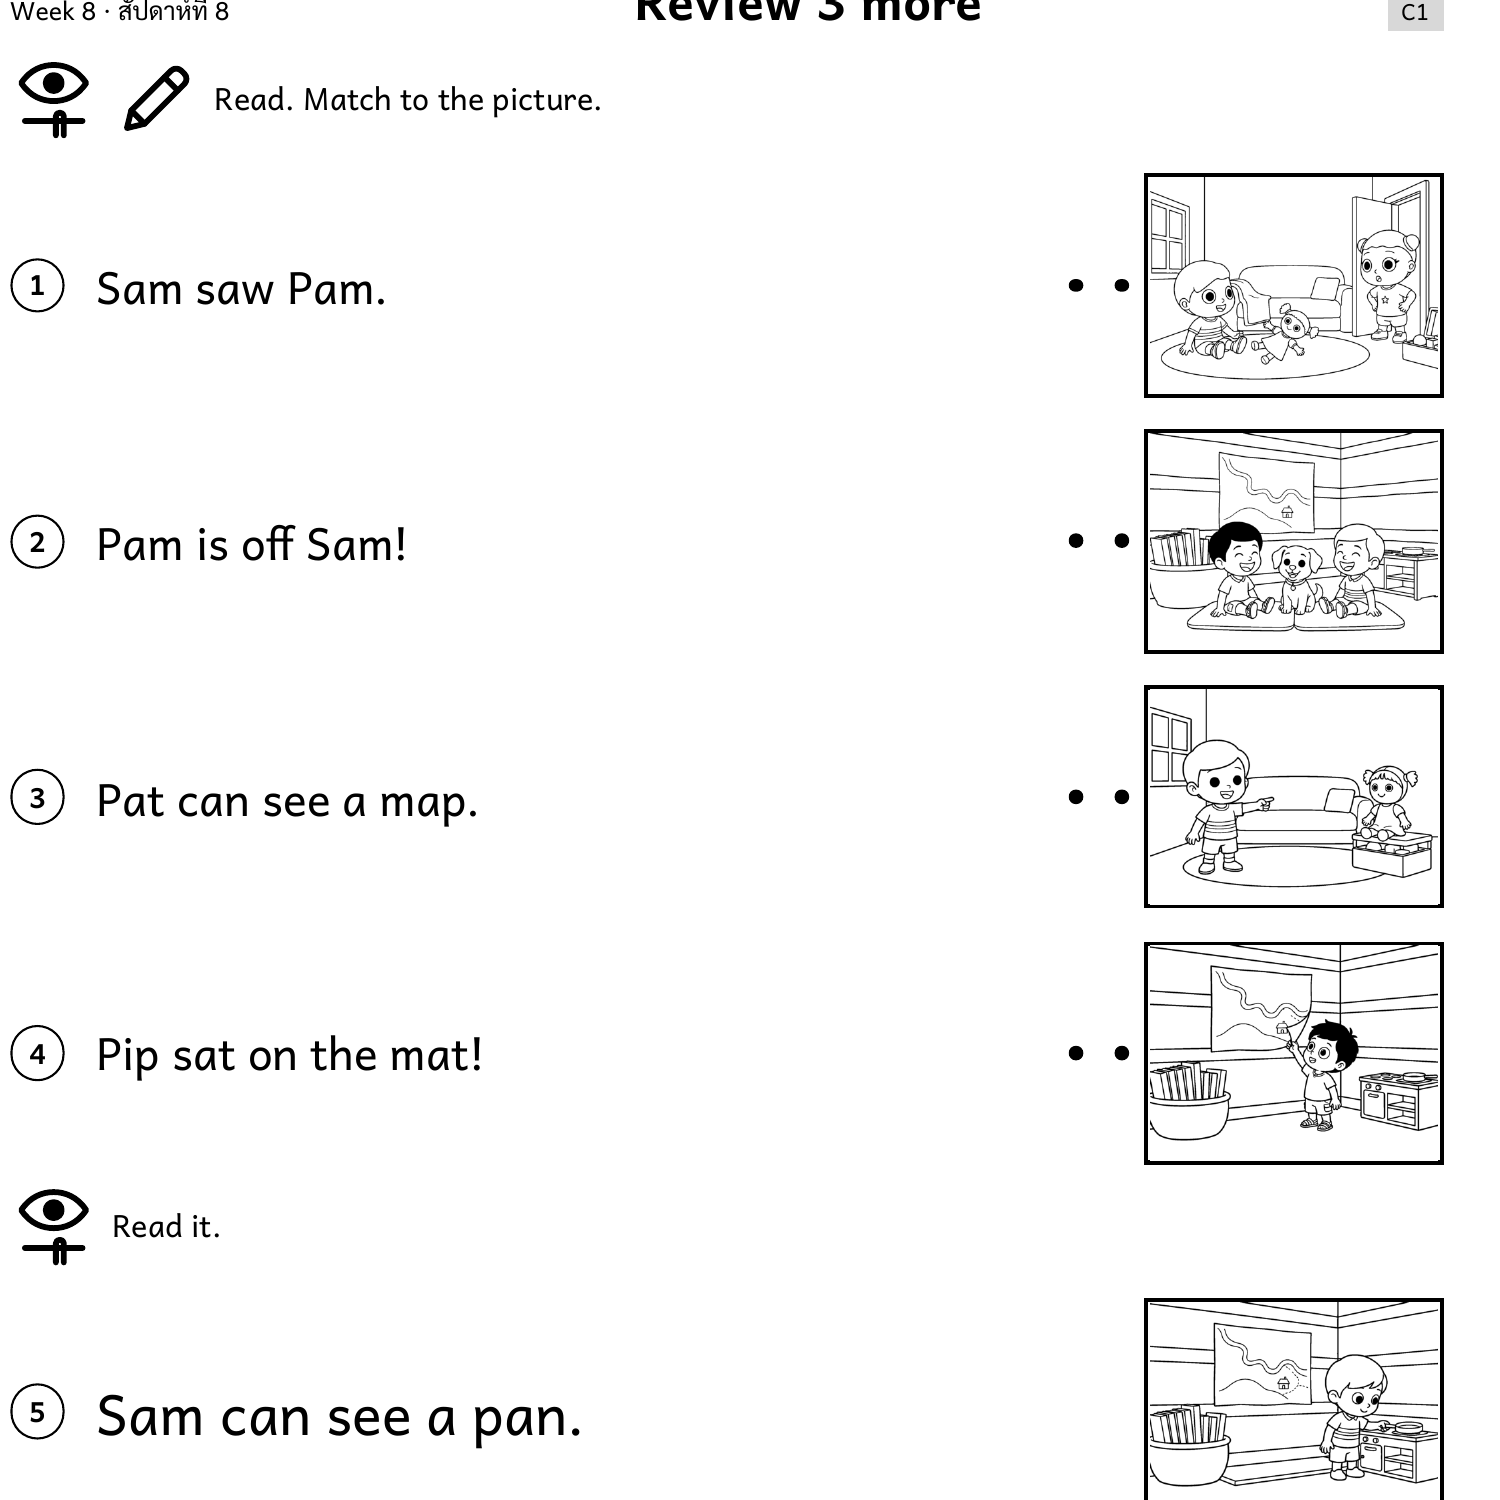 Week 8 · สัปดาห์ที่ 8
Review 3 more
C1
Read. Match to the picture.
1 Sam saw Pam.
2 Pam is off Sam!
3 Pat can see a map.
4 Pip sat on the mat!
Read it.
5 Sam can see a pan.